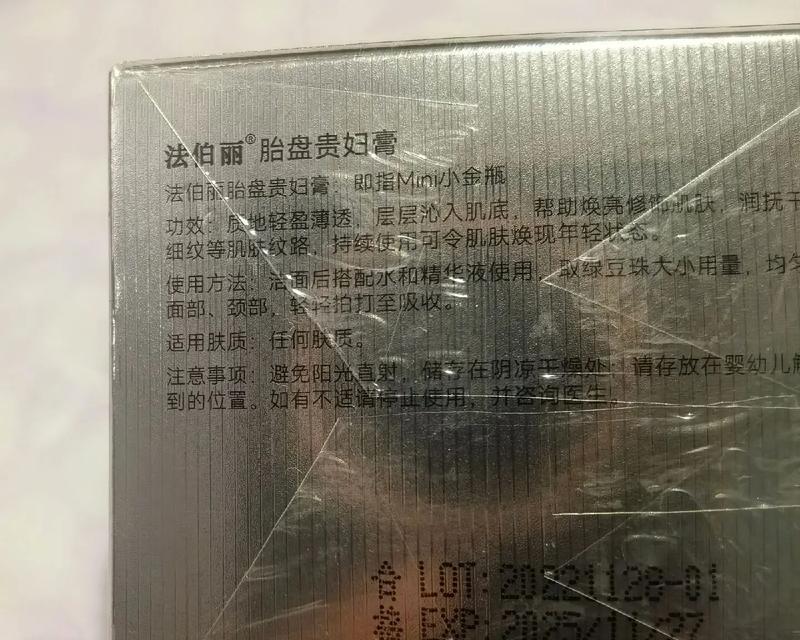 法伯丽®胎盘贵妇膏
法伯丽胎盘贵妇膏：即指Mini小金瓶
功效：质地轻盈薄透，层层沁入肌底，帮助焕亮修饰肌肤，润抚干
细纹等肌肤纹路，持续使用可令肌肤焕现年轻状态。
使用方法：洁面后搭配水和精华液使用，取绿豆珠大小用量，均匀
面部、颈部，轻轻拍打至吸收。
适用肤质：任何肤质。
注意事项：避免阳光直射，储存在阴凉干燥处；请存放在婴幼儿触
到的位置。如有不适请停止使用，并咨询医生。
合 LOT:20221128-01
格 EXP:2025/11/27